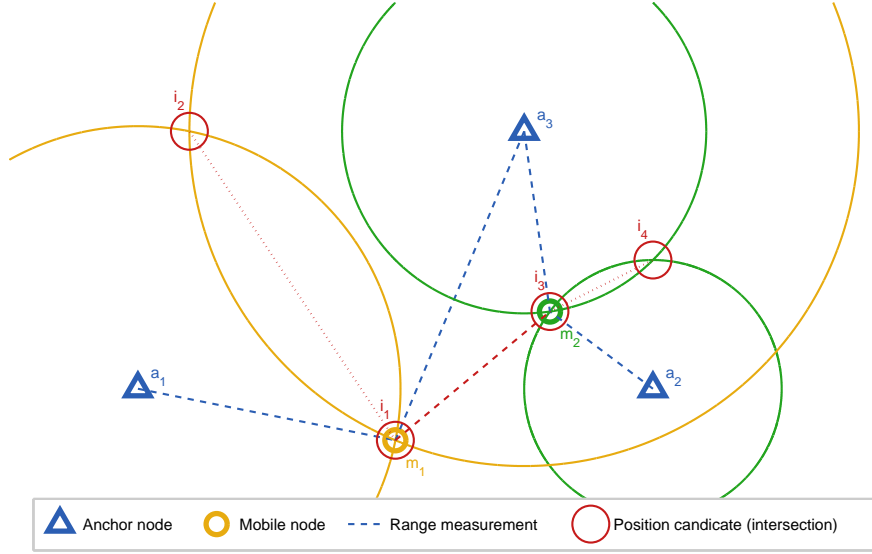 i₂
a₃
i₄
i₃
m₂
a₁
a₂
i₁
m₁
Anchor node Mobile node Range measurement Position candicate (intersection)